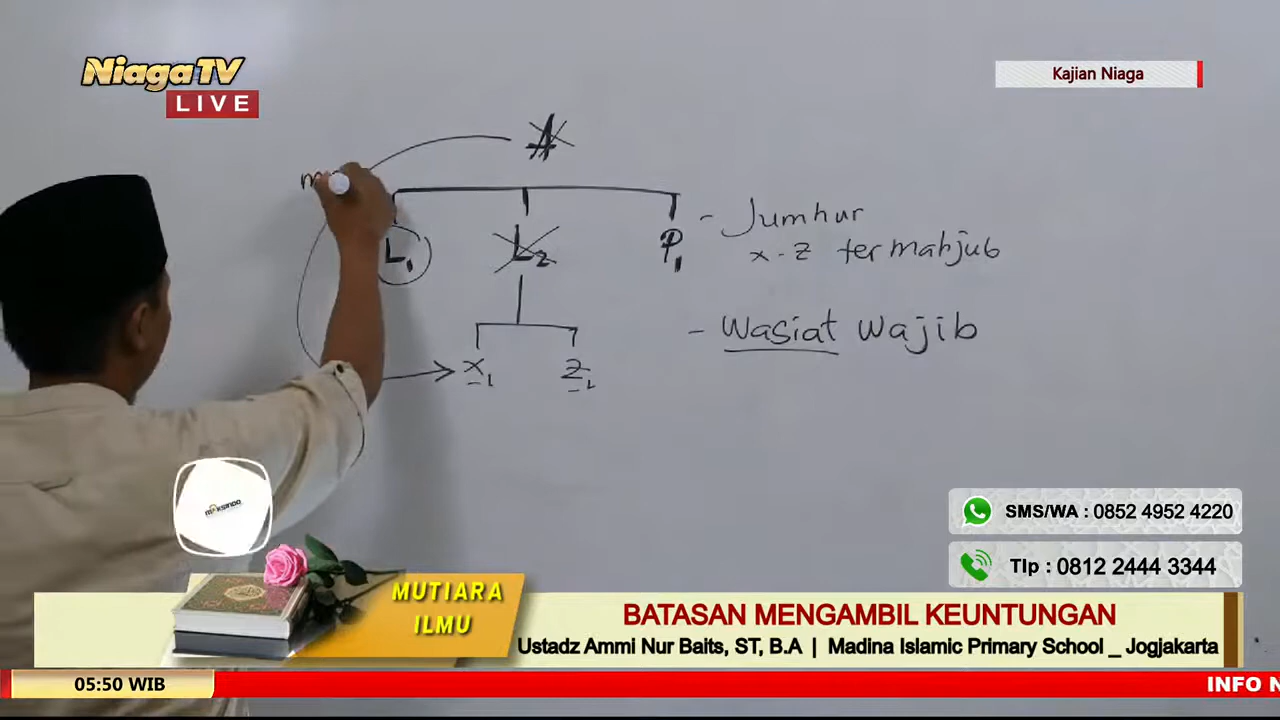 NiagaTV
LIVE
Kajian Niaga
A
L1
L2
P1
- Jumhur
x - z termahjub
- Wasiat wajib
x1
z1
SMS/WA : 0852 4952 4220
Tlp : 0812 2444 3344
MUTIARA
ILMU
BATASAN MENGAMBIL KEUNTUNGAN
Ustadz Ammi Nur Baits, ST, B.A | Madina Islamic Primary School _ Jogjakarta
05:50 WIB
INFO N